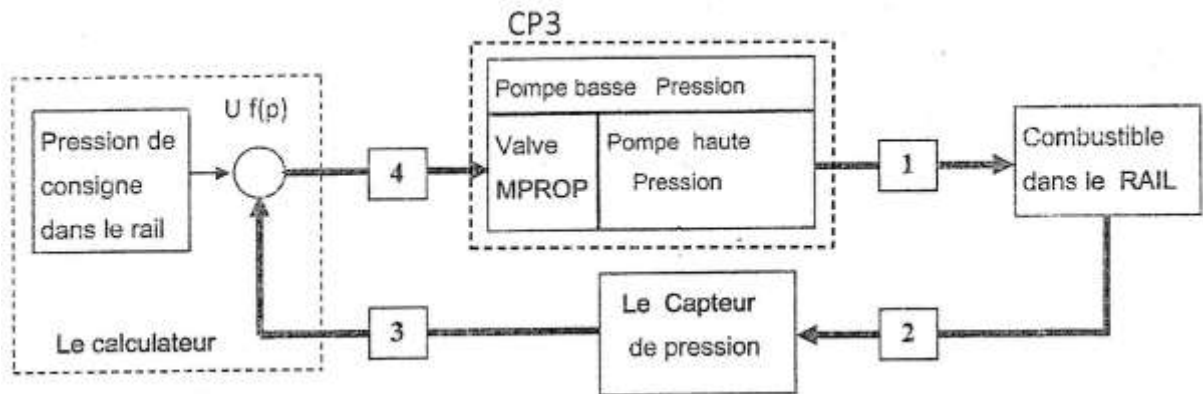 CP3
Pompe basse Pression
U f(p)
Pression de
consigne
dans le rail
4
Valve
MPROP
Pompe haute
Pression
1
Combustible
dans le RAIL
Le calculateur
3
Le Capteur
de pression
2